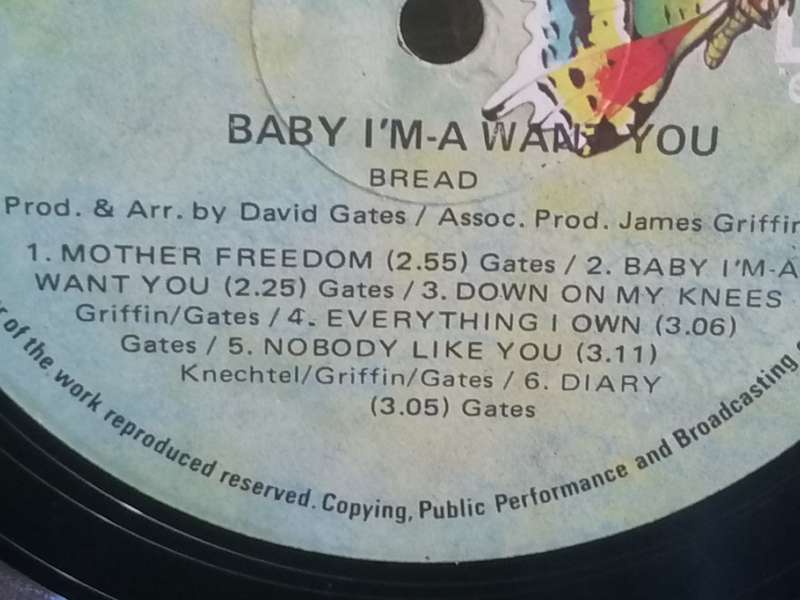 BABY I'M-A WANT YOU
BREAD
Prod. & Arr. by David Gates / Assoc. Prod. James Griffin
1. MOTHER FREEDOM (2.55) Gates / 2. BABY I'M-A
WANT YOU (2.25) Gates / 3. DOWN ON MY KNEES
Griffin/Gates / 4. EVERYTHING I OWN (3.06)
Gates / 5. NOBODY LIKE YOU (3.11)
Knechtel/Griffin/Gates / 6. DIARY
(3.05) Gates
of the work reproduced reserved. Copying, Public Performance and Broadcasting